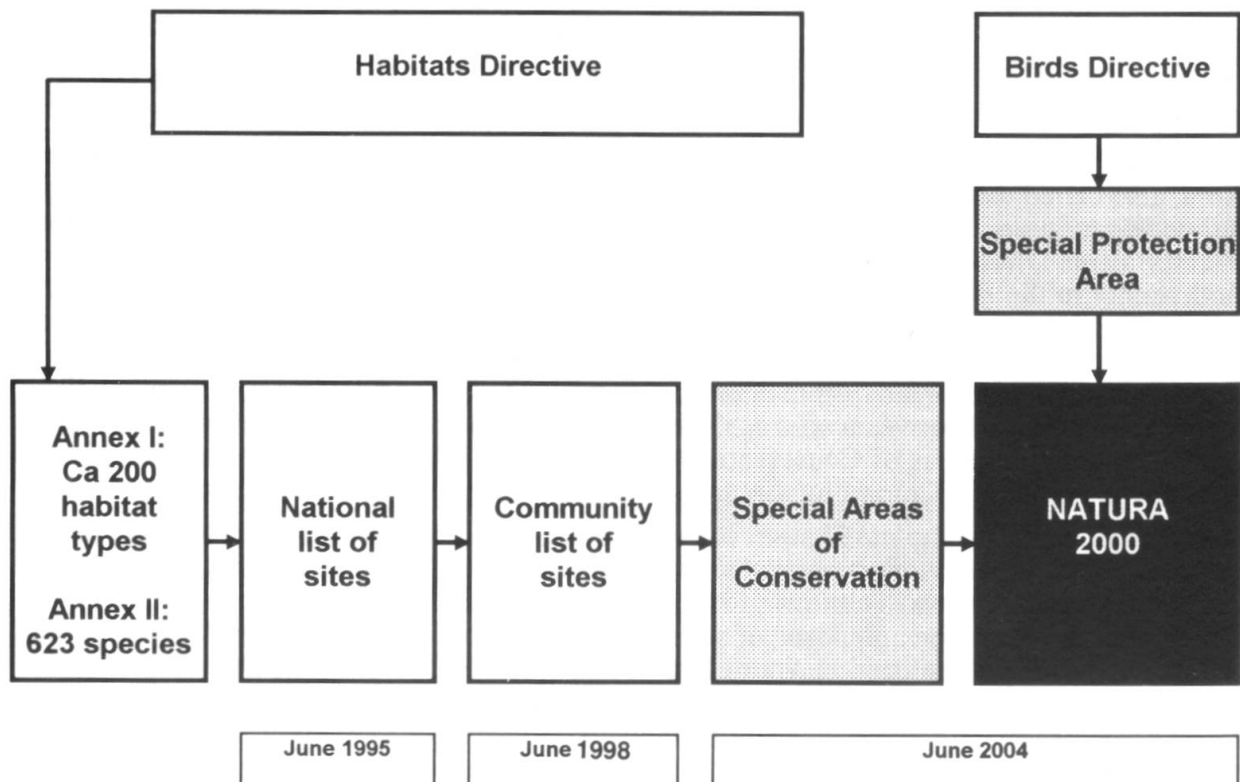 Habitats Directive
Birds Directive
Special Protection
Area
Annex I:
Ca 200
habitat
types
Annex II:
623 species
National
list of
sites
Community
list of
sites
Special Areas
of
Conservation
NATURA
2000
June 1995
June 1998
June 2004